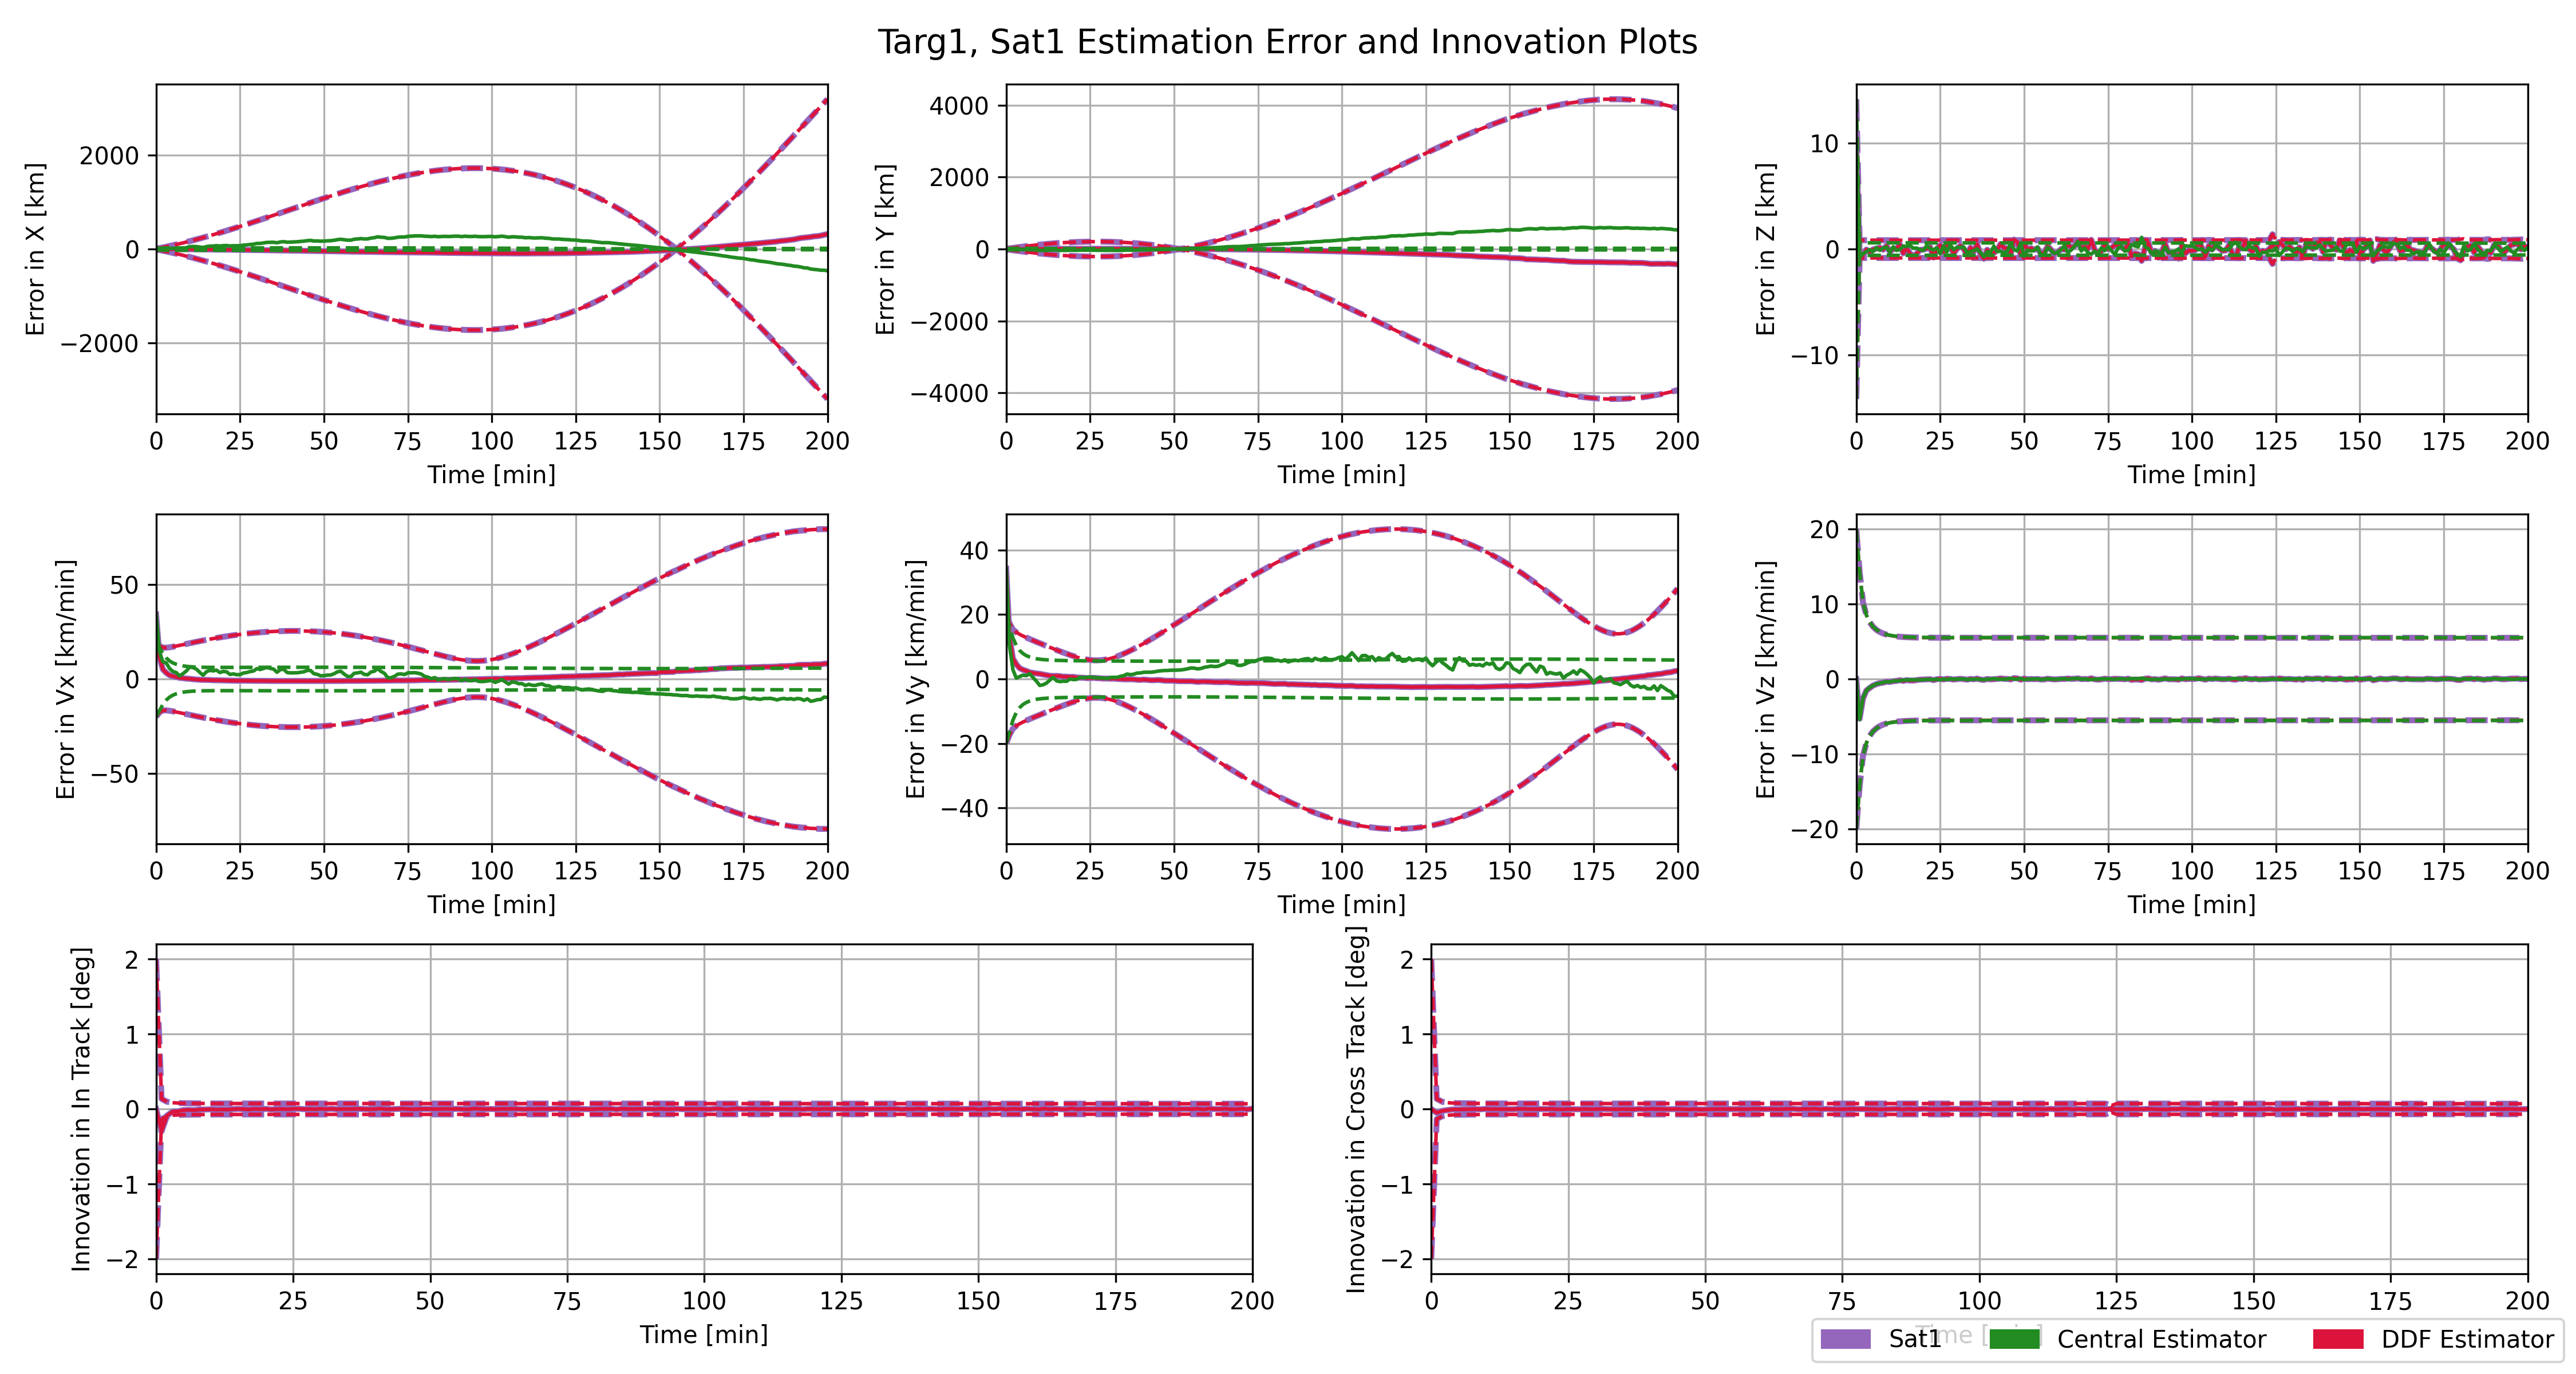 Targ1, Sat1 Estimation Error and Innovation Plots
Error in X [km]
2000
0
−2000
0 25 50 75 100 125 150 175 200
Time [min]
Error in Y [km]
4000
2000
0
−2000
−4000
0 25 50 75 100 125 150 175 200
Time [min]
Error in Z [km]
10
0
−10
0 25 50 75 100 125 150 175 200
Time [min]
Error in Vx [km/min]
50
0
−50
0 25 50 75 100 125 150 175 200
Time [min]
Error in Vy [km/min]
40
20
0
−20
−40
0 25 50 75 100 125 150 175 200
Time [min]
Error in Vz [km/min]
20
10
0
−10
−20
0 25 50 75 100 125 150 175 200
Time [min]
Innovation in In Track [deg]
2
1
0
−1
−2
0 25 50 75 100 125 150 175 200
Time [min]
Innovation in Cross Track [deg]
2
1
0
−1
−2
0 25 50 75 100 125 150 175 200
Time [min]
Sat1 Central Estimator DDF Estimator